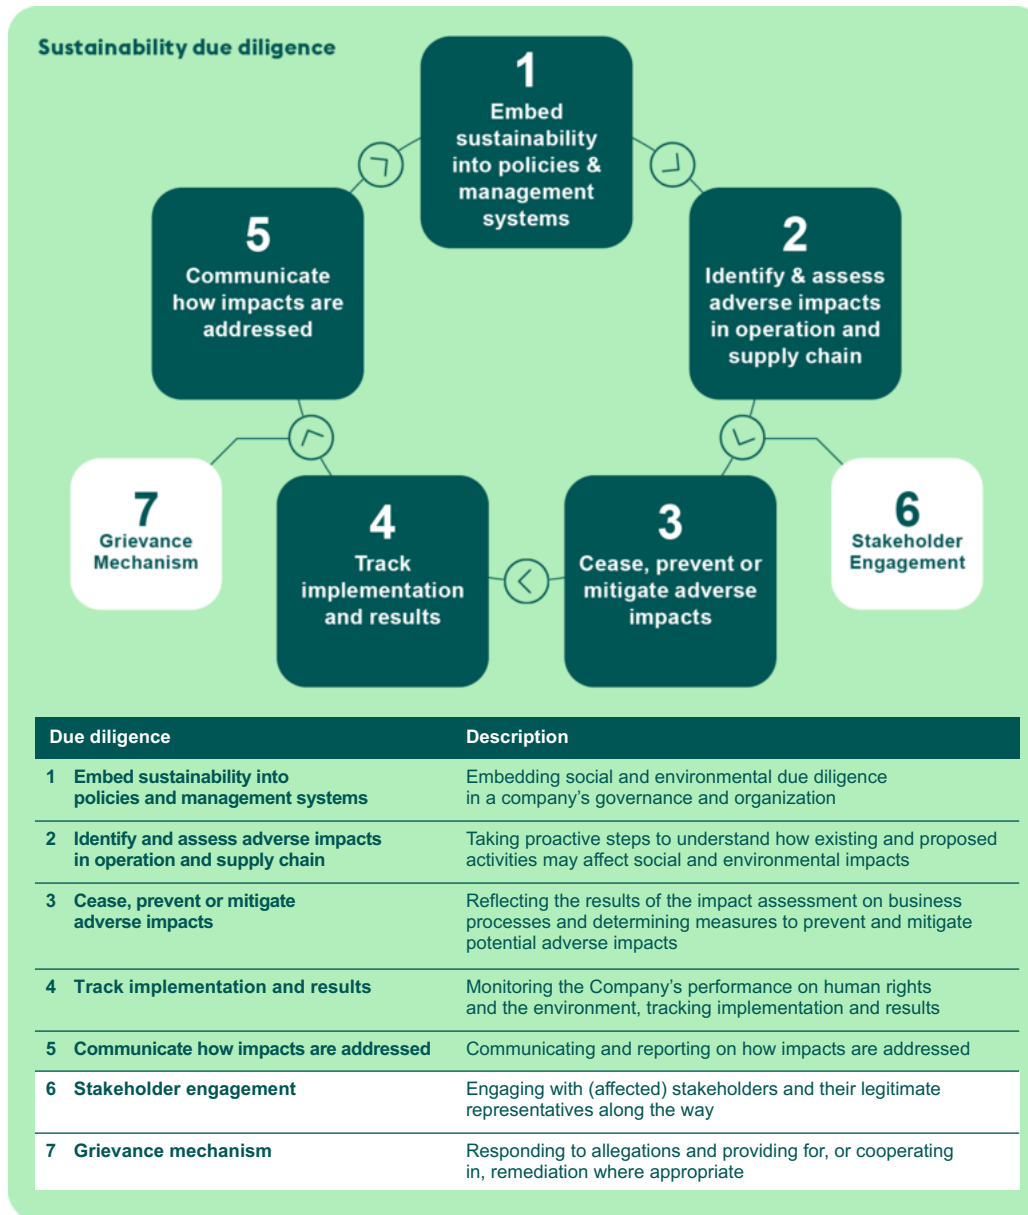 Sustainability due diligence
1
Embed
sustainability
into policies &
management
systems
5
Communicate
how impacts are
addressed
2
Identify & assess
adverse impacts
in operation and
supply chain
7
Grievance
Mechanism
4
Track
implementation
and results
3
Cease, prevent or
mitigate adverse
impacts
6
Stakeholder
Engagement
Due diligence Description
1 Embed sustainability into
policies and management systems
Embedding social and environmental due diligence
in a company's governance and organization
2 Identify and assess adverse impacts
in operation and supply chain
Taking proactive steps to understand how existing and proposed
activities may affect social and environmental impacts
3 Cease, prevent or mitigate
adverse impacts
Reflecting the results of the impact assessment on business
processes and determining measures to prevent and mitigate
potential adverse impacts
4 Track implementation and results
Monitoring the Company's performance on human rights
and the environment, tracking implementation and results
5 Communicate how impacts are addressed
Communicating and reporting on how impacts are addressed
6 Stakeholder engagement
Engaging with (affected) stakeholders and their legitimate
representatives along the way
7 Grievance mechanism
Responding to allegations and providing for, or cooperating
in, remediation where appropriate